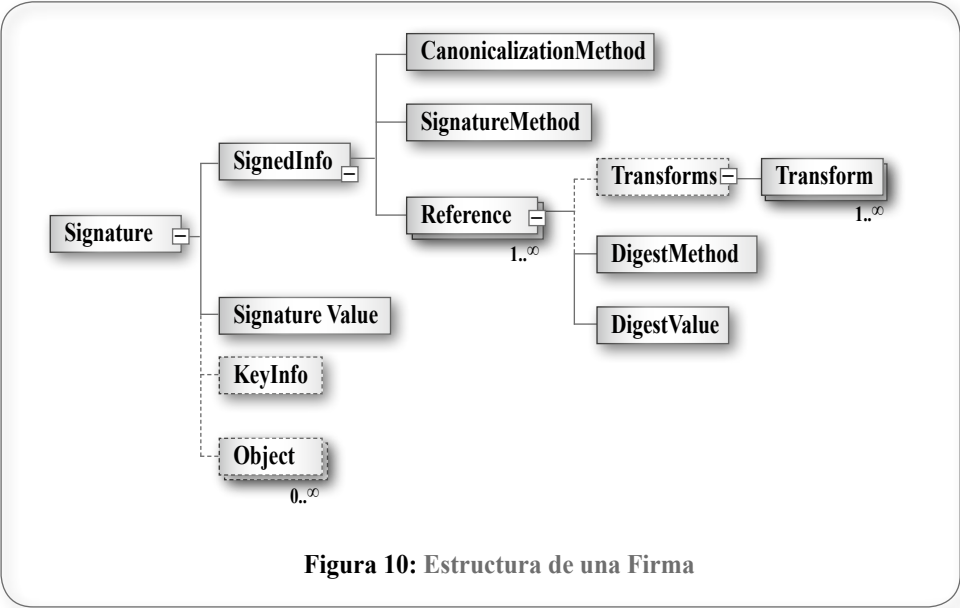 CanonicalizationMethod
SignatureMethod
SignedInfo
Transforms
Transform
1..∞
Reference
1..∞
Signature
DigestMethod
Signature Value
DigestValue
KeyInfo
Object
0..∞
Figura 10: Estructura de una Firma